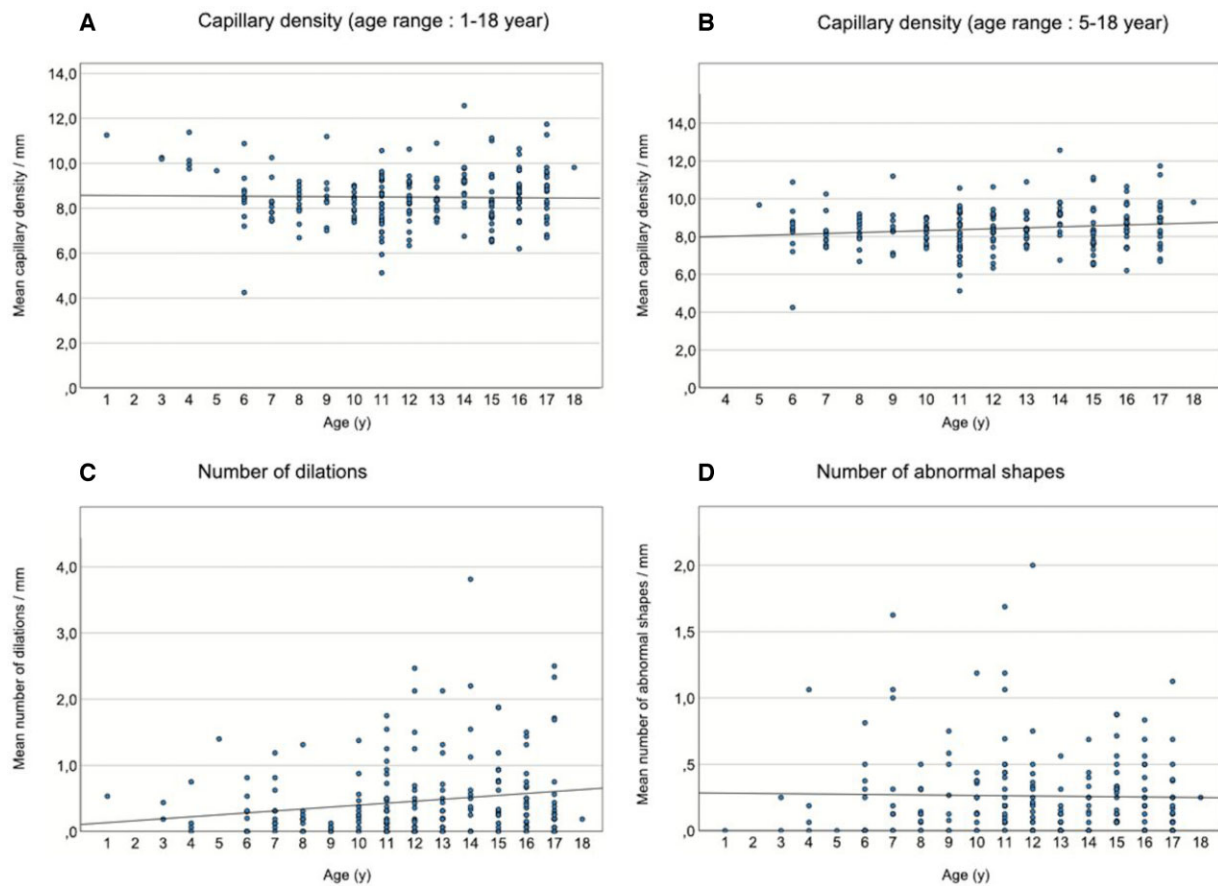 A Capillary density (age range : 1-18 year)
Mean capillary density / mm
14,0
12,0
10,0
8,0
6,0
4,0
2,0
,0
1 2 3 4 5 6 7 8 9 10 11 12 13 14 15 16 17 18
Age (y)
B Capillary density (age range : 5-18 year)
Mean capillary density / mm
14,0
12,0
10,0
8,0
6,0
4,0
2,0
,0
4 5 6 7 8 9 10 11 12 13 14 15 16 17 18
Age (y)
C Number of dilations
Mean number of dilations / mm
4,0
3,0
2,0
1,0
,0
1 2 3 4 5 6 7 8 9 10 11 12 13 14 15 16 17 18
Age (y)
D Number of abnormal shapes
Mean number of abnormal shapes / mm
2,0
1,5
1,0
,5
,0
1 2 3 4 5 6 7 8 9 10 11 12 13 14 15 16 17 18
Age (y)